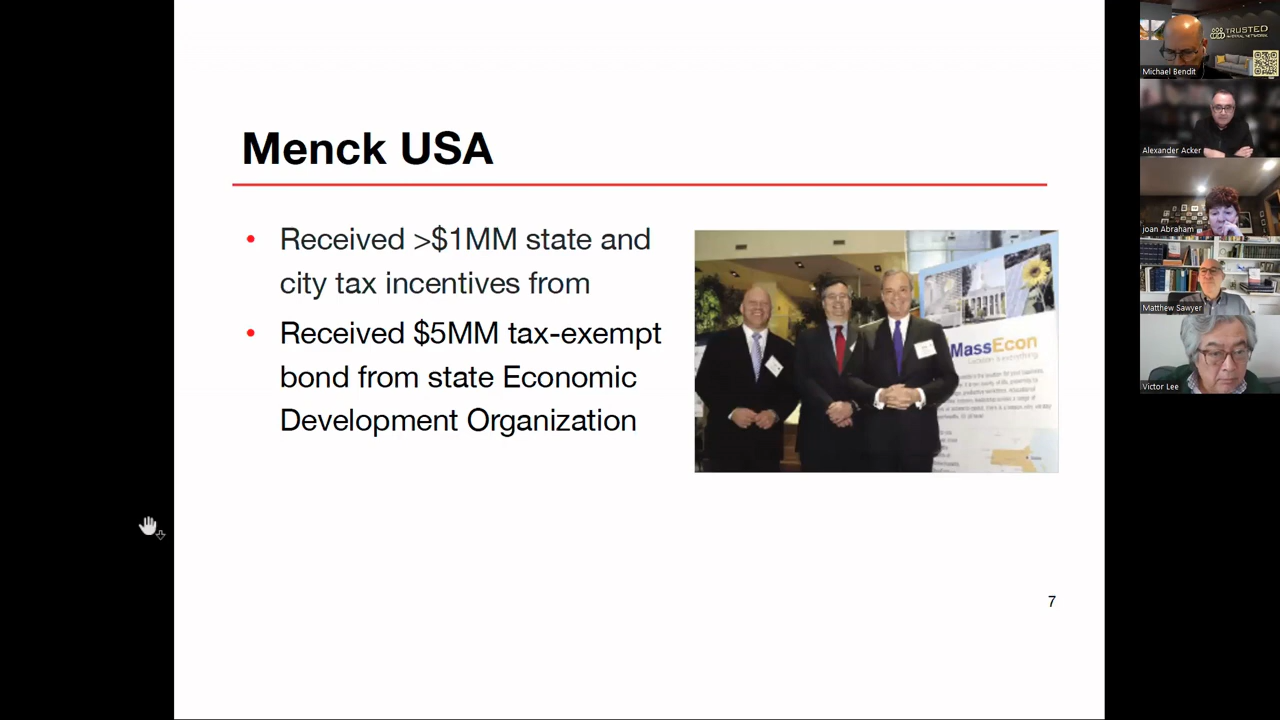 Menck USA
• Received >$1MM state and
city tax incentives from
• Received $5MM tax-exempt
bond from state Economic
Development Organization
MassEcon
7
TRUSTED
Michael Bendit
Alexander Acker
joan Abraham
Matthew Sawyer
Victor Lee